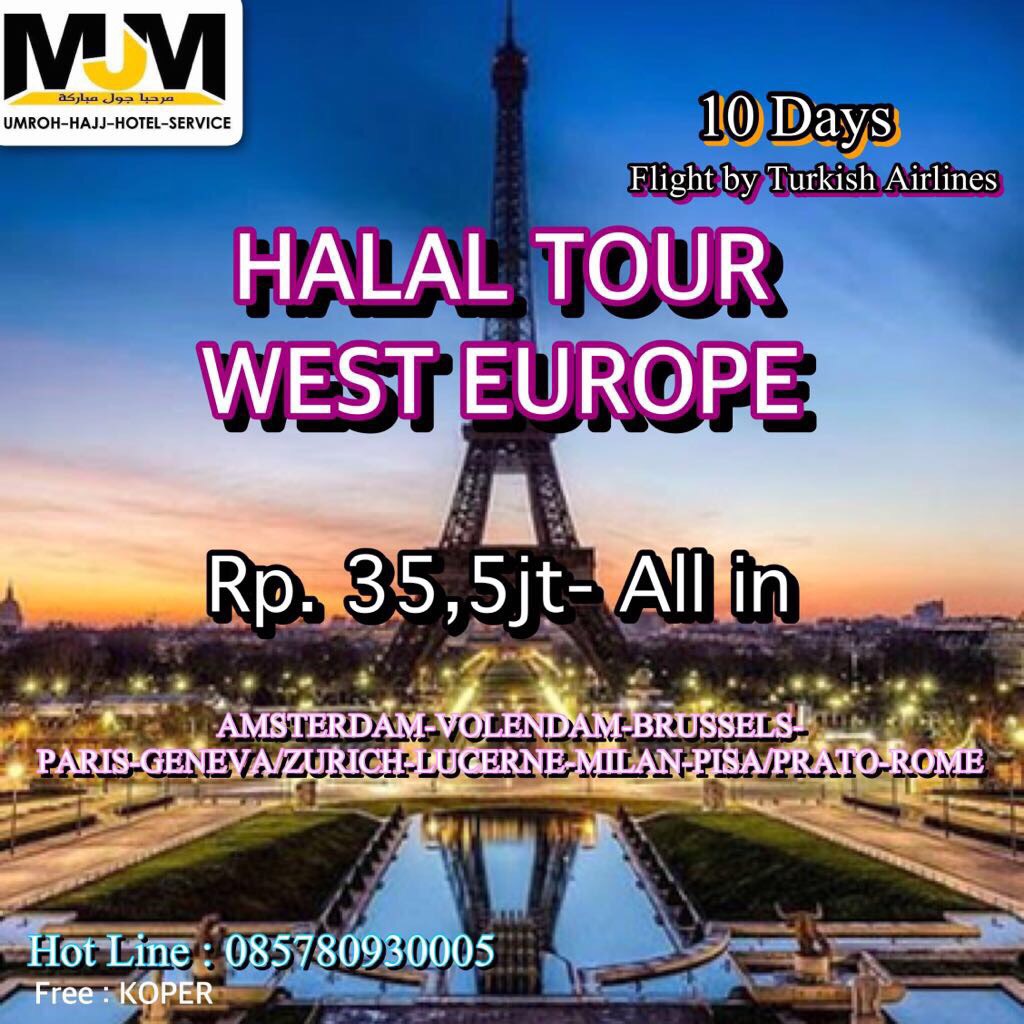 MJM
مرحبا جول مباركة
UMROH-HAJJ-HOTEL-SERVICE
10 Days
Flight by Turkish Airlines
HALAL TOUR
WEST EUROPE
Rp. 35,5jt- All in
AMSTERDAM-VOLENDAM-BRUSSELS-
PARIS-GENEVA/ZURICH-LUCERNE-MILAN-PISA/PRATO-ROME
Hot Line : 085780930005
Free : KOPER